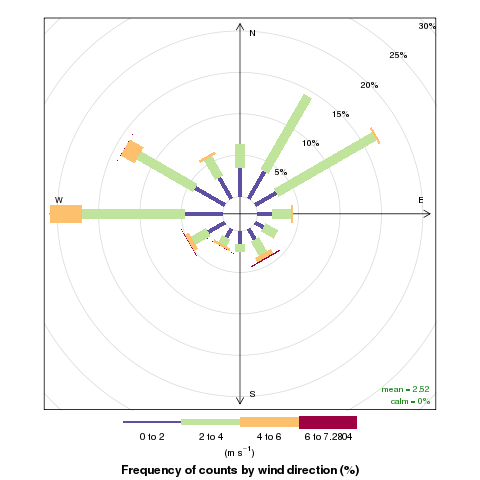 30%
N
25%
20%
15%
10%
5%
W
E
S
mean = 2.52
calm = 0%
0 to 2 2 to 4 4 to 6 6 to 7.2804
(m s⁻¹)
Frequency of counts by wind direction (%)